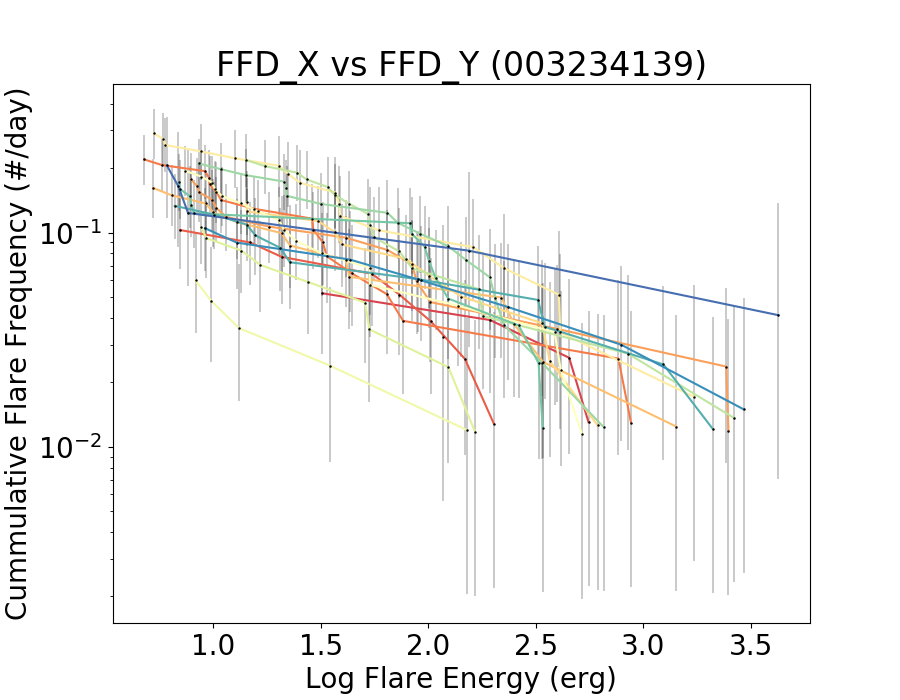 FFD_X vs FFD_Y (003234139)
Cummulative Flare Frequency (#/day)
10⁻¹
10⁻²
1.0 1.5 2.0 2.5 3.0 3.5
Log Flare Energy (erg)